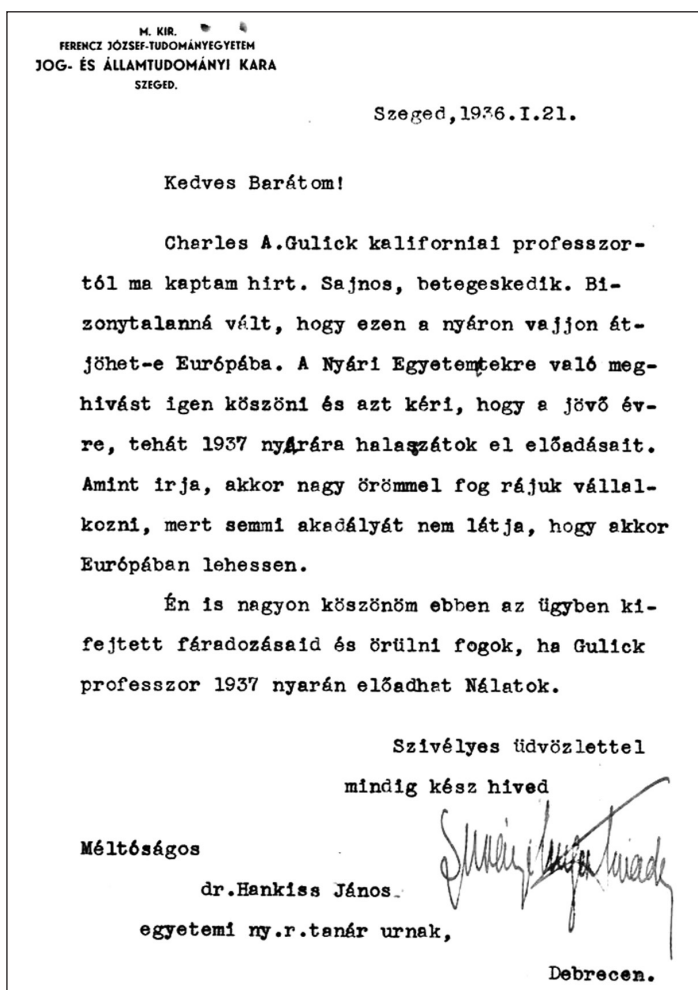 M. KIR.
FERENCZ JÓZSEF-TUDOMÁNYEGYETEM
JOG- ÉS ÁLLAMTUDOMÁNYI KARA
SZEGED.
Szeged,1936.I.21.
Kedves Barátom!
Charles A.Gulick kaliforniai professzor-
tól ma kaptam hirt. Sajnos, betegeskedik. Bi-
zonytalanná vált, hogy ezen a nyáron vajjon át-
jöhet-e Európába. A Nyári Egyetemekre való meg-
hivást igen köszöni és azt kéri, hogy a jövő év-
re, tehát 1937 nyárára halasszátok el előadásait.
Amint irja, akkor nagy örömmel fog rájuk vállal-
kozni, mert semmi akadályát nem látja, hogy akkor
Európában lehessen.
Én is nagyon köszönöm ebben az ügyben ki-
fejtett fáradozásaid és örülni fogok, ha Gulick
professzor 1937 nyarán előadhat Nálatok.
Szivélyes üdvözlettel
mindig kész hived
Méltóságos
dr.Hankiss János
egyetemi ny.r.tanár urnak,
Debrecen.